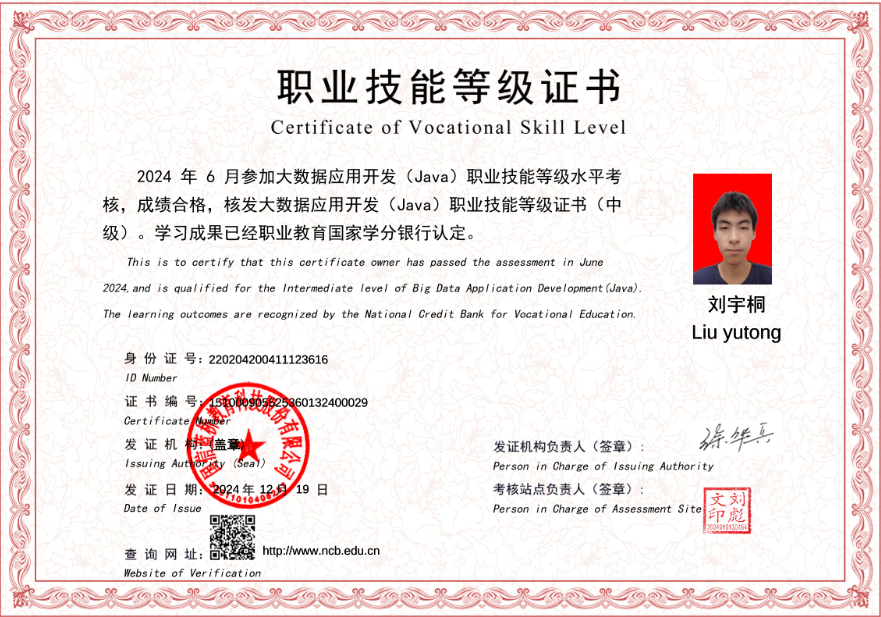 职业技能等级证书
Certificate of Vocational Skill Level
2024 年 6 月参加大数据应用开发（Java）职业技能等级水平考
核，成绩合格，核发大数据应用开发（Java）职业技能等级证书（中
级）。学习成果已经职业教育国家学分银行认定。
This is to certify that this certificate owner has passed the assessment in June
2024,and is qualified for the Intermediate level of Big Data Application Development(Java).
The learning outcomes are recognized by the National Credit Bank for Vocational Education.
刘宇桐
Liu yutong
身 份 证 号：220204200411123616
ID Number
证 书 编 号：
Certificate Number
发 证 机 构：(盖章)
Issuing Authority (Seal)
教育科技股份有限公司
发 证 日 期：2024 年 12 月 19 日
Date of Issue
查 询 网 址：http://www.ncb.edu.cn
Website of Verification
发证机构负责人（签章）：
Person in Charge of Issuing Authority
考核站点负责人（签章）：
Person in Charge of Assessment Site
刘彪
文印